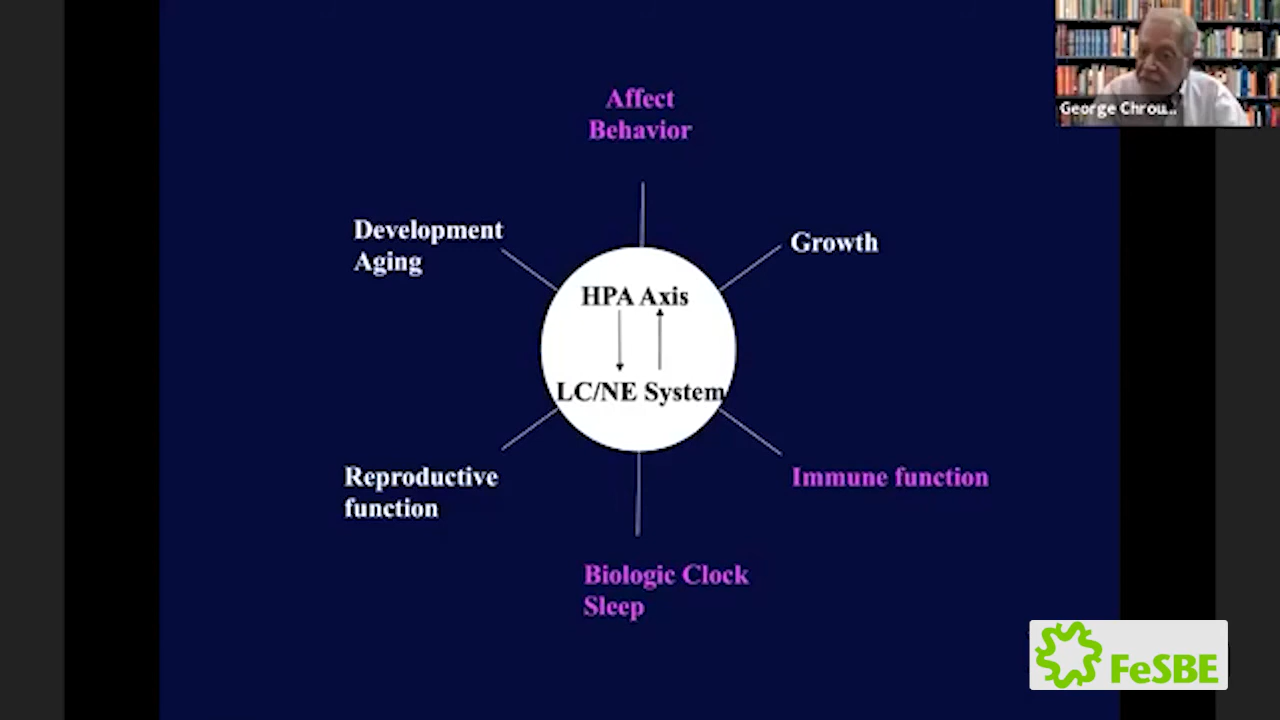 George Chrou...
Affect
Behavior
Development
Aging
Growth
HPA Axis
LC/NE System
Reproductive
function
Immune function
Biologic Clock
Sleep
FeSBE